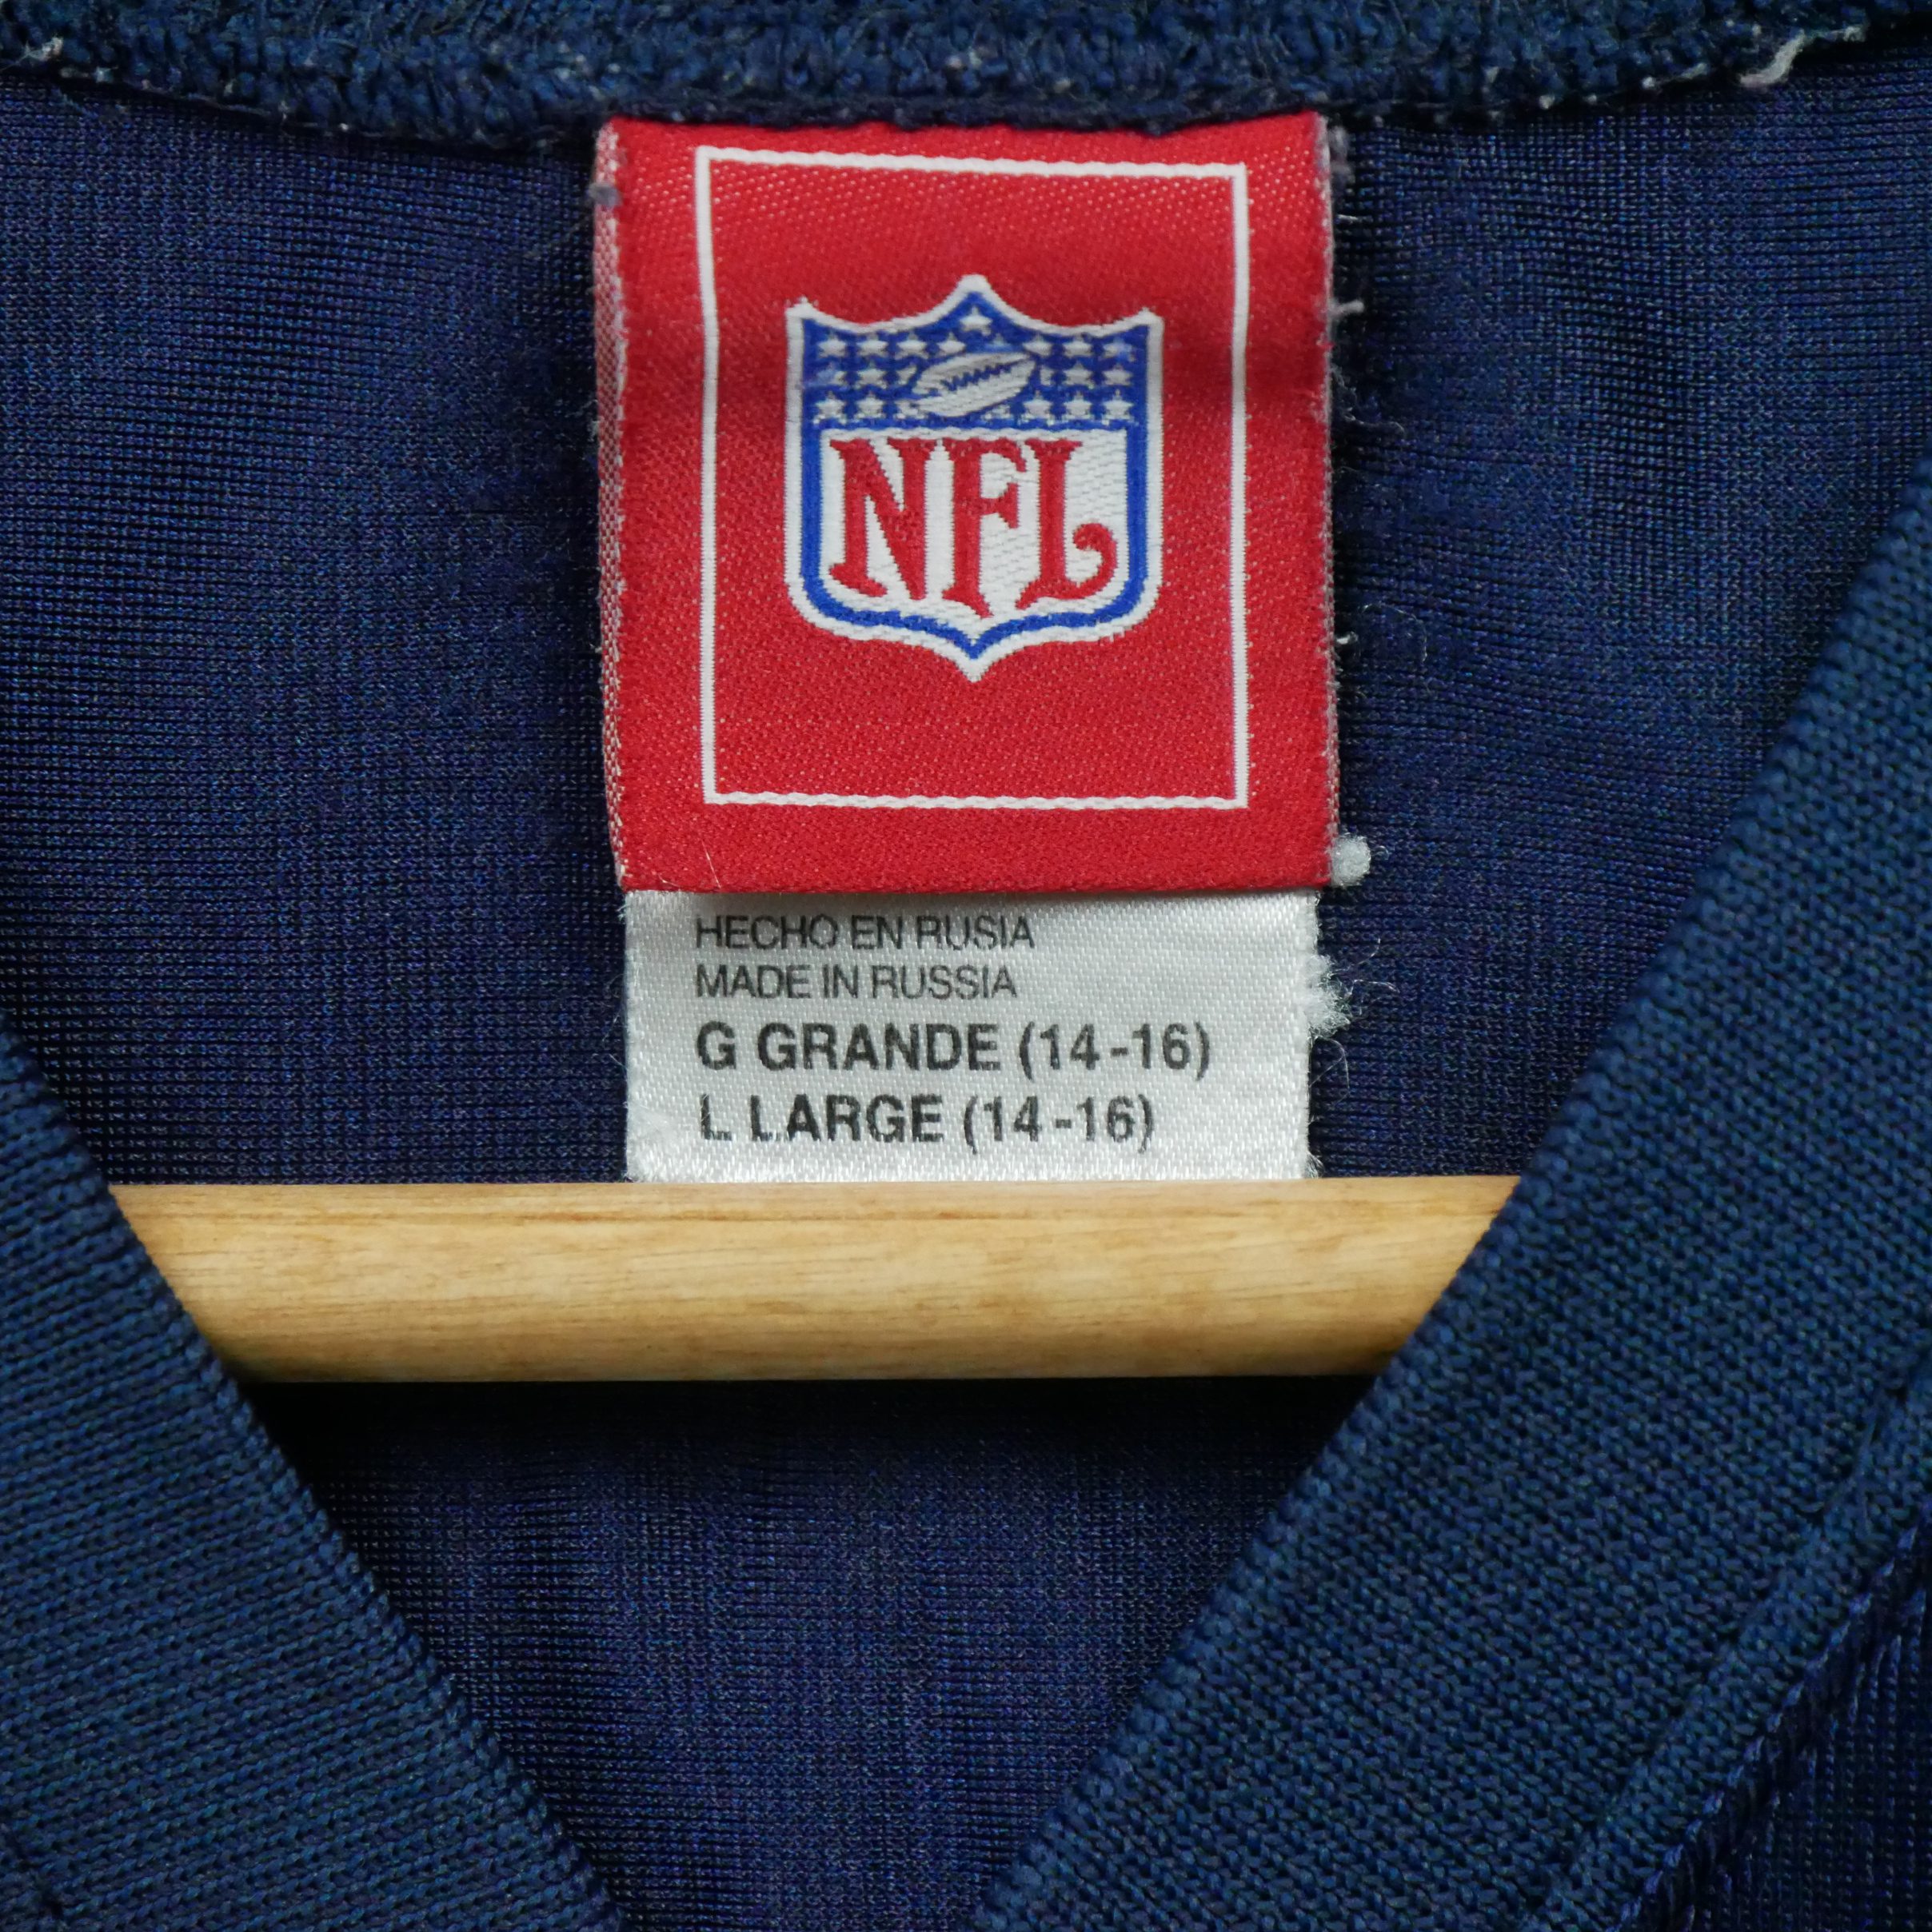 NFL
HECHO EN RUSIA
MADE IN RUSSIA
G GRANDE (14-16)
L LARGE (14-16)